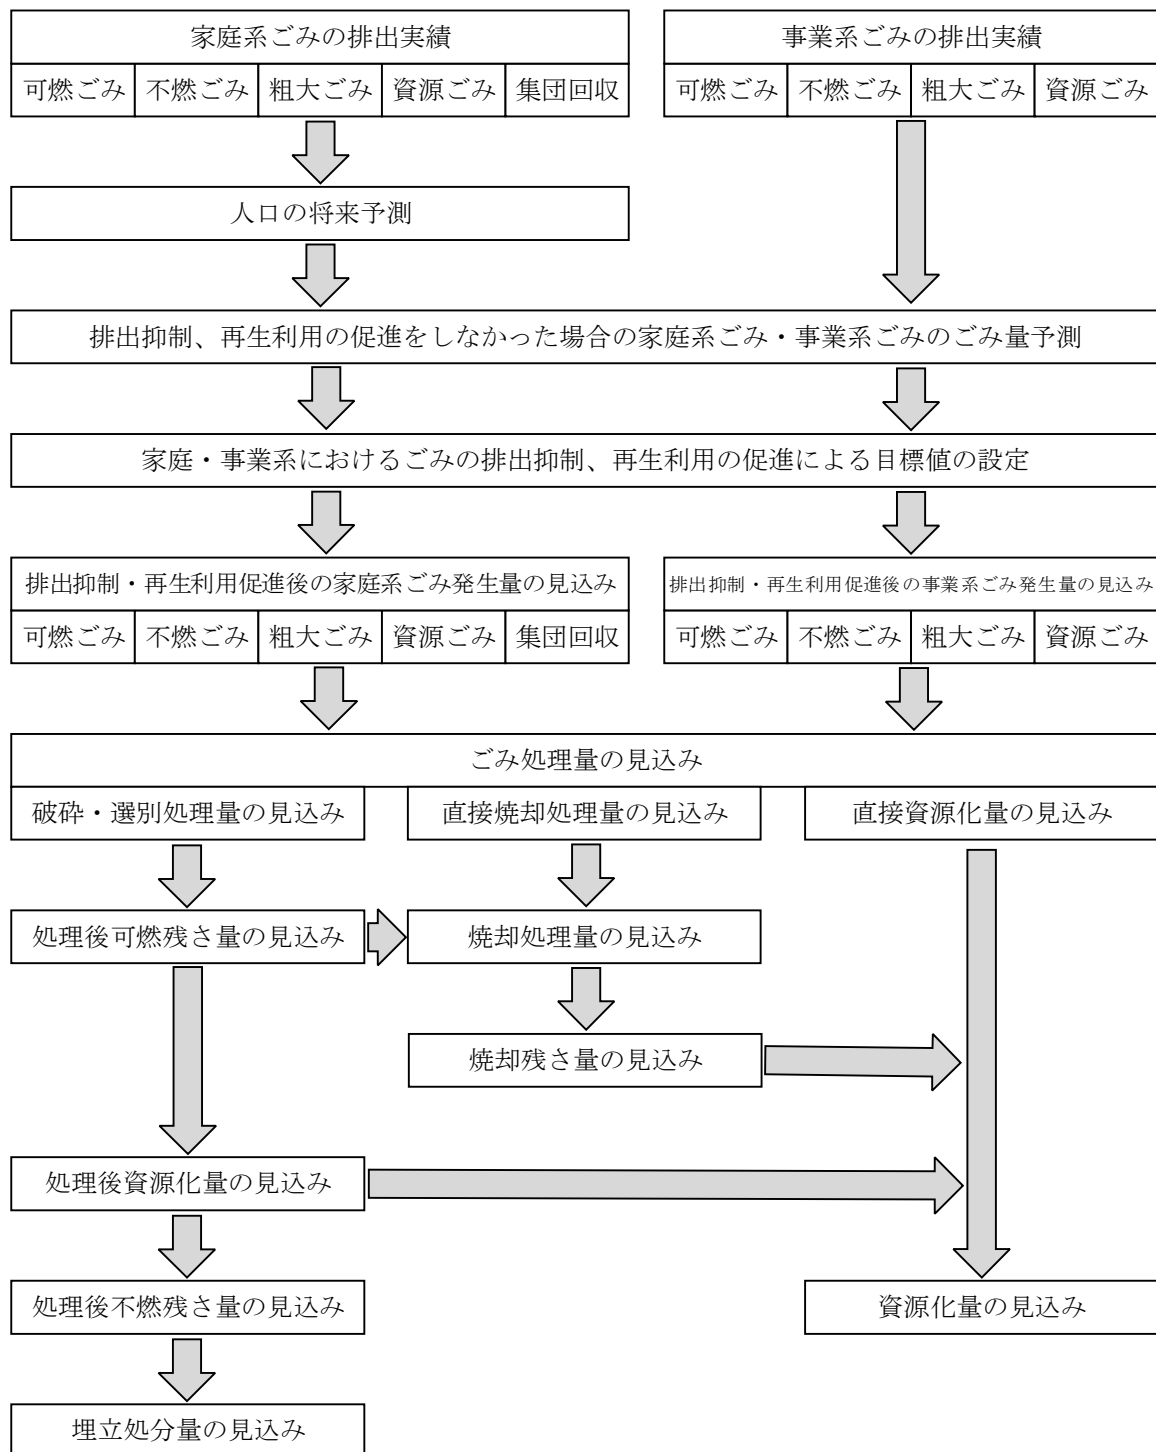 家庭系ごみの排出実績
事業系ごみの排出実績
可燃ごみ 不燃ごみ 粗大ごみ 資源ごみ 集団回収
可燃ごみ 不燃ごみ 粗大ごみ 資源ごみ
人口の将来予測
排出抑制、再生利用の促進をしなかった場合の家庭系ごみ・事業系ごみのごみ量予測
家庭・事業系におけるごみの排出抑制、再生利用の促進による目標値の設定
排出抑制・再生利用促進後の家庭系ごみ発生量の見込み
排出抑制・再生利用促進後の事業系ごみ発生量の見込み
可燃ごみ 不燃ごみ 粗大ごみ 資源ごみ 集団回収
可燃ごみ 不燃ごみ 粗大ごみ 資源ごみ
ごみ処理量の見込み
破砕・選別処理量の見込み
直接焼却処理量の見込み
直接資源化量の見込み
処理後可燃残さ量の見込み
焼却処理量の見込み
焼却残さ量の見込み
処理後資源化量の見込み
処理後不燃残さ量の見込み
資源化量の見込み
埋立処分量の見込み